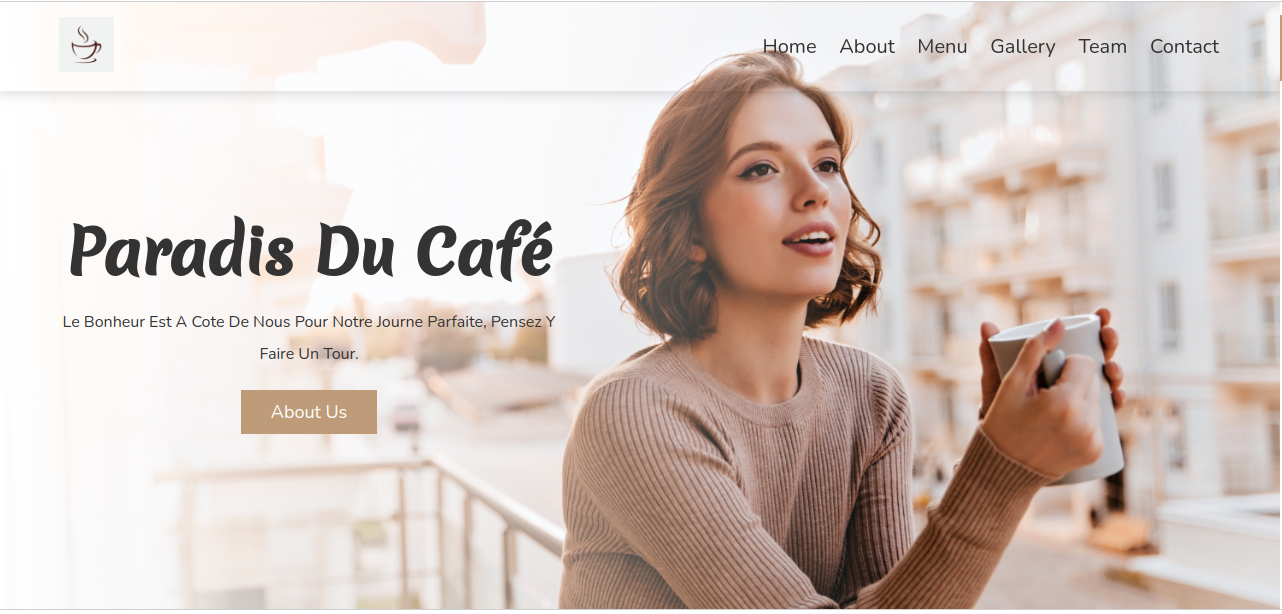 Home About Menu Gallery Team Contact
Paradis Du Café
Le Bonheur Est A Cote De Nous Pour Notre Journe Parfaite, Pensez Y
Faire Un Tour.
About Us